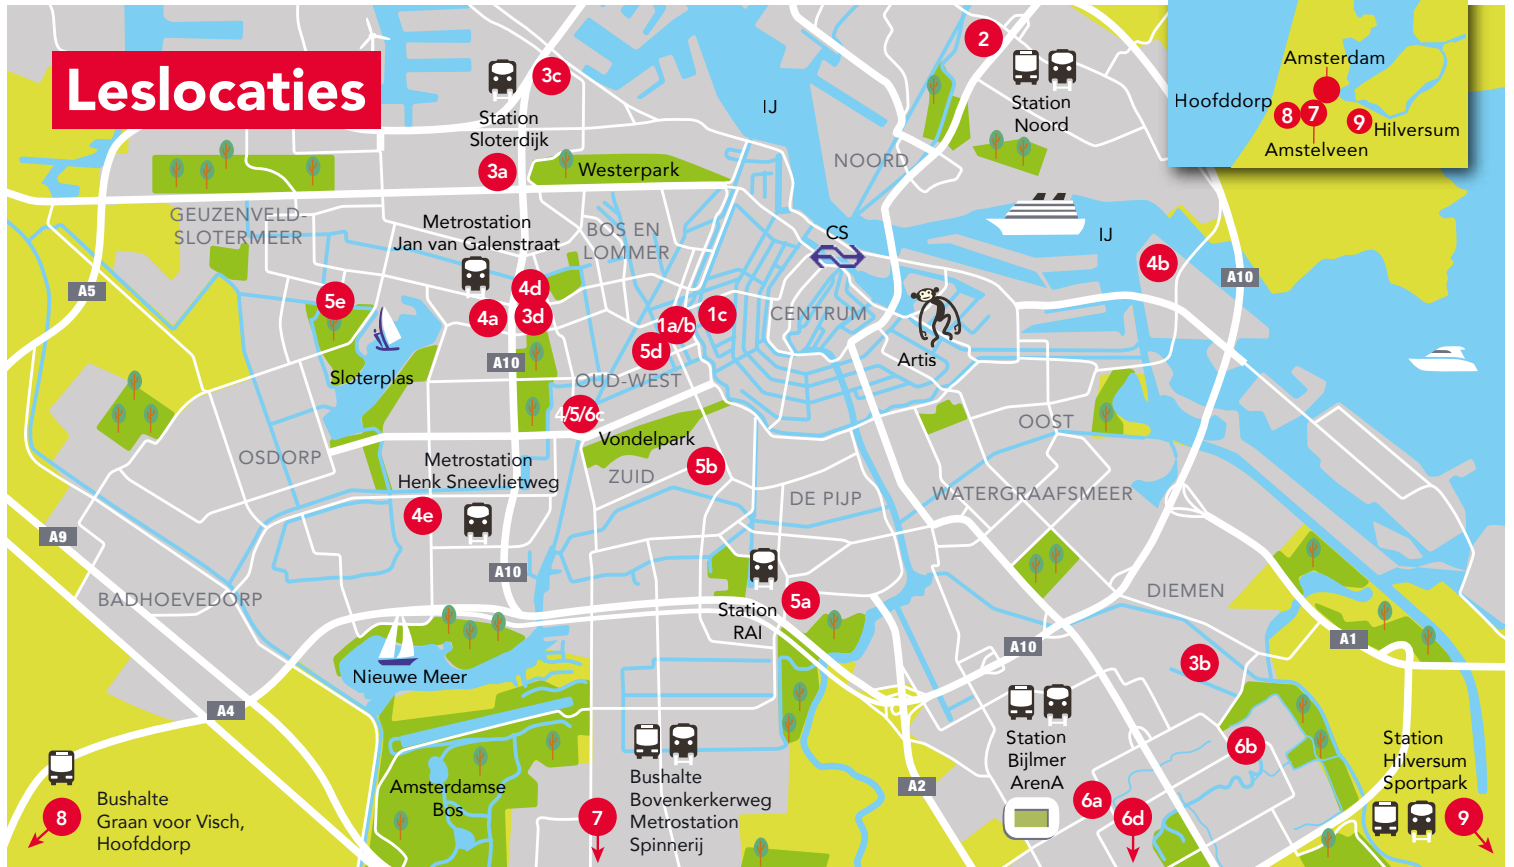 Leslocaties
3c
Station
Sloterdijk
3a
Westerpark
2
Station
Noord
IJ
NOORD
Amsterdam
Hoofddorp
8
7
9
Hilversum
Amstelveen
GEUZENVELD-
SLOTERMEER
Metrostation
Jan van Galenstraat
BOS EN
LOMMER
CS
IJ
4b
A10
A5
5e
4d
4a
3d
1a/b
1c
CENTRUM
5d
Artis
A10
Sloterplas
OUD-WEST
4/5/6c
Vondelpark
OOST
OSDORP
Metrostation
Henk Sneevlietweg
ZUID
5b
DE PIJP
WATERGRAAFSMEER
4e
A9
A10
BADHOEVEDORP
Station
RAI
5a
DIEMEN
A10
A1
3b
Nieuwe Meer
A4
Station
Bijlmer
ArenA
6b
Station
Hilversum
Sportpark
Amsterdamse
Bos
Bushalte
Bovenkerkerweg
Metrostation
Spinnerij
A2
6a
6d
7
9
8
Bushalte
Graan voor Visch,
Hoofddorp